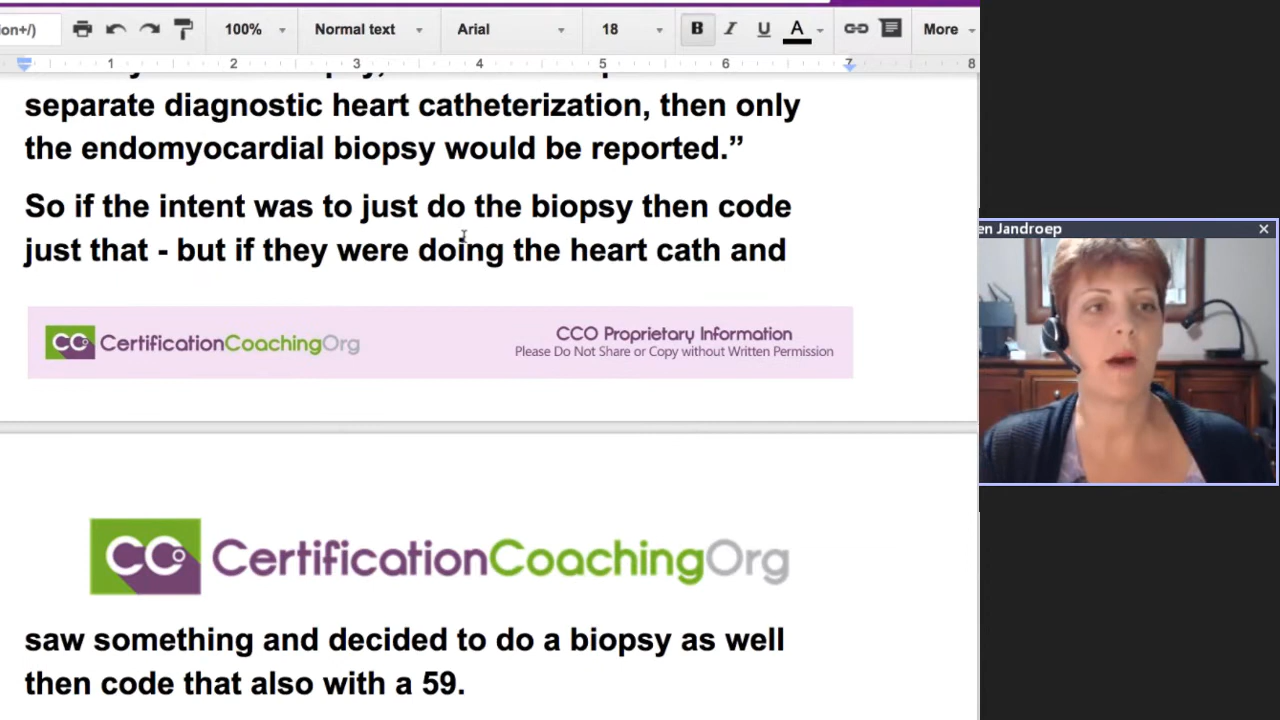 100%
Normal text
Arial
18
B
I
U
A
More
1
2
3
4
5
6
7
8
separate diagnostic heart catheterization, then only
the endomyocardial biopsy would be reported.”
So if the intent was to just do the biopsy then code
just that - but if they were doing the heart cath and
CCO CertificationCoachingOrg
CCO Proprietary Information
Please Do Not Share or Copy without Written Permission
CCO CertificationCoachingOrg
saw something and decided to do a biopsy as well
then code that also with a 59.
en Jandroep